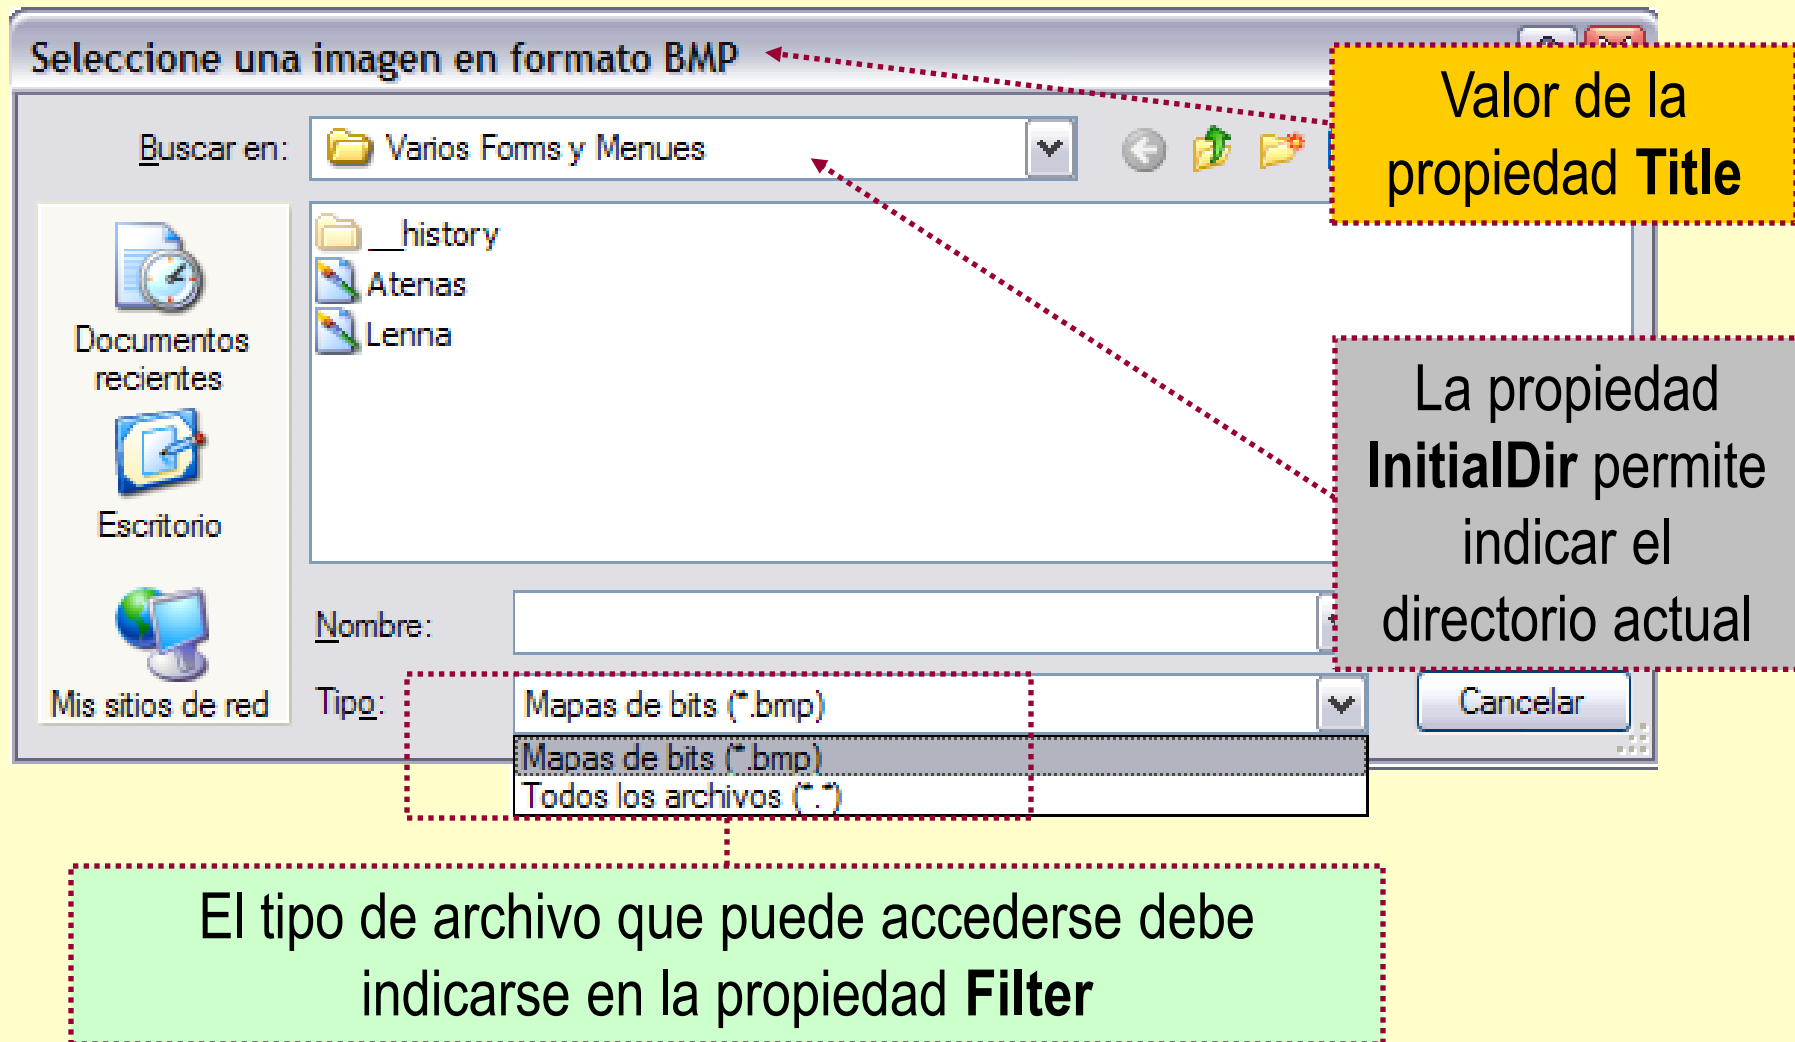 Seleccione una imagen en formato BMP
Valor de la
propiedad Title
Buscar en:
Varios Forms y Menues
__history
Atenas
Lenna
Documentos
recientes
Escritorio
Mis sitios de red
La propiedad
InitialDir permite
indicar el
directorio actual
Nombre:
Tipo:
Mapas de bits (*.bmp)
Cancelar
Mapas de bits (*.bmp)
Todos los archivos (*.*)
El tipo de archivo que puede accederse debe
indicarse en la propiedad Filter